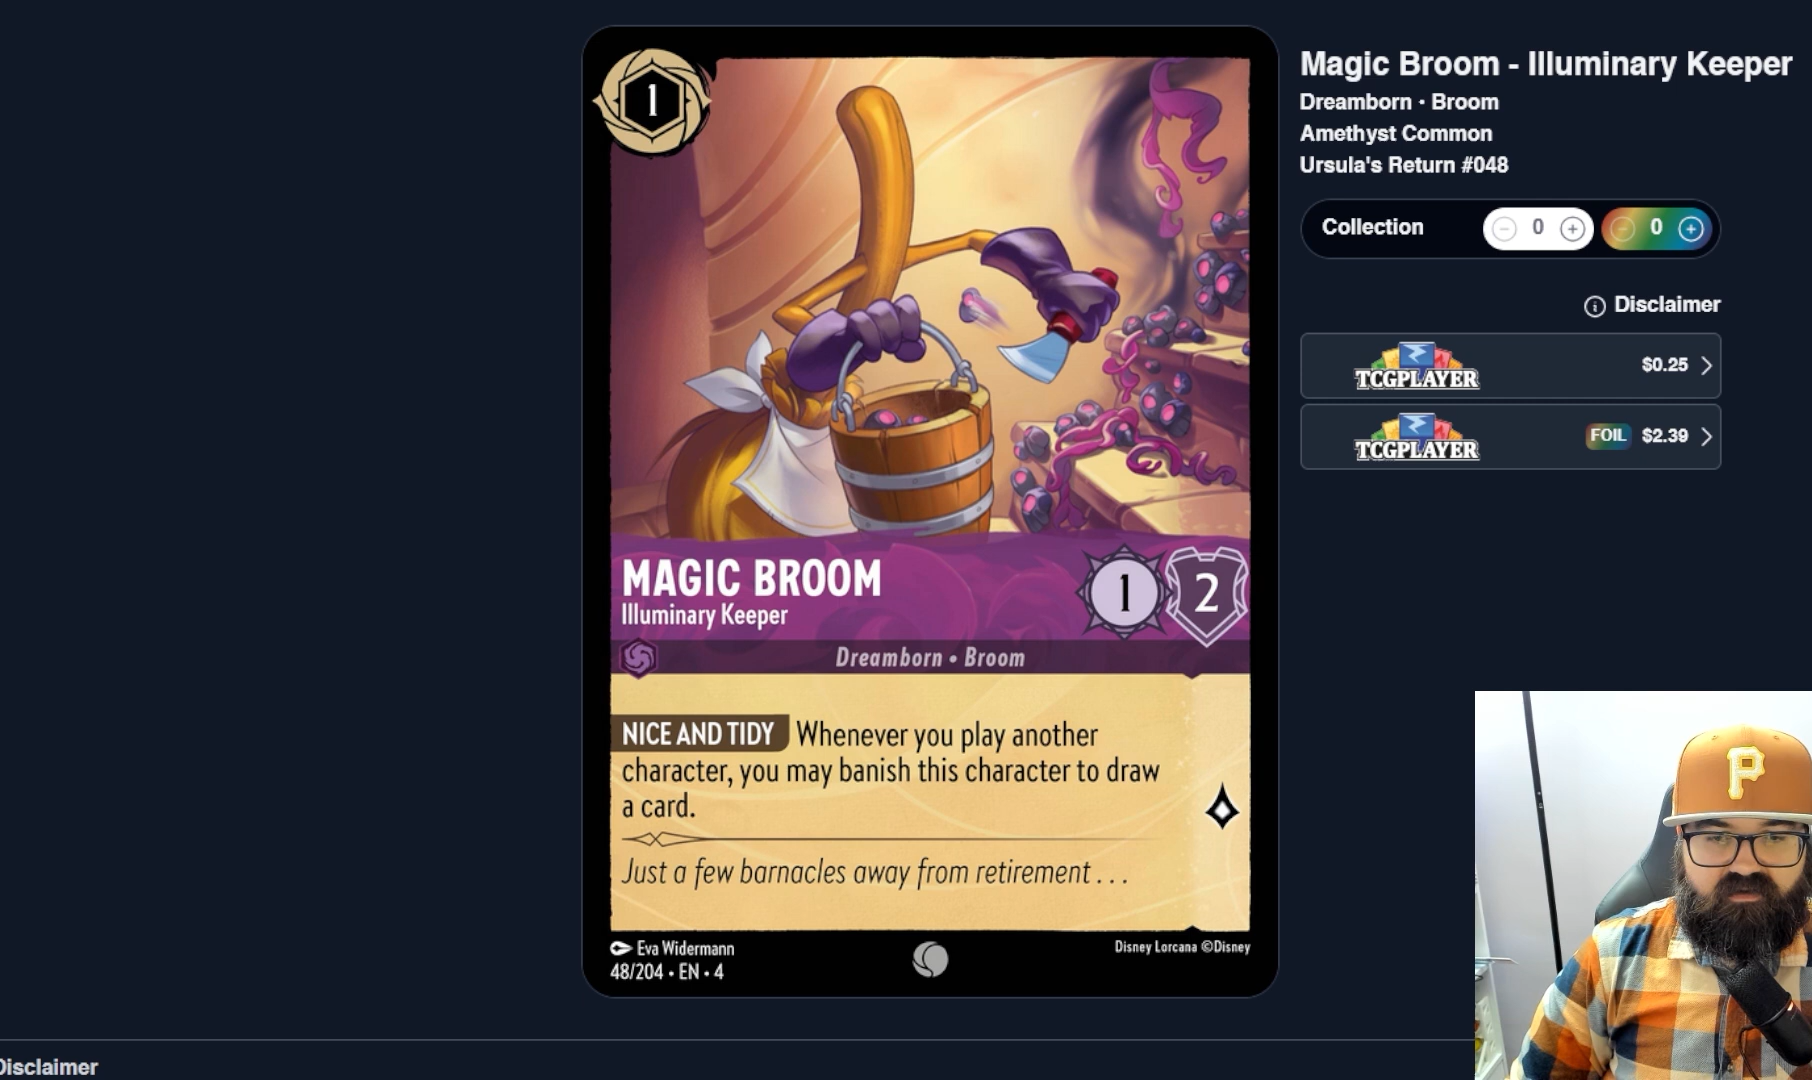 1
MAGIC BROOM
Illuminary Keeper
1
2
Dreamborn • Broom
NICE AND TIDY Whenever you play another
character, you may banish this character to draw
a card.
Just a few barnacles away from retirement . . .
Eva Widermann
48/204 • EN • 4
Disney Lorcana ©Disney
Magic Broom - Illuminary Keeper
Dreamborn • Broom
Amethyst Common
Ursula's Return #048
Collection
0
0
Disclaimer
TCGPLAYER
$0.25
TCGPLAYER
FOIL $2.39
P
Disclaimer